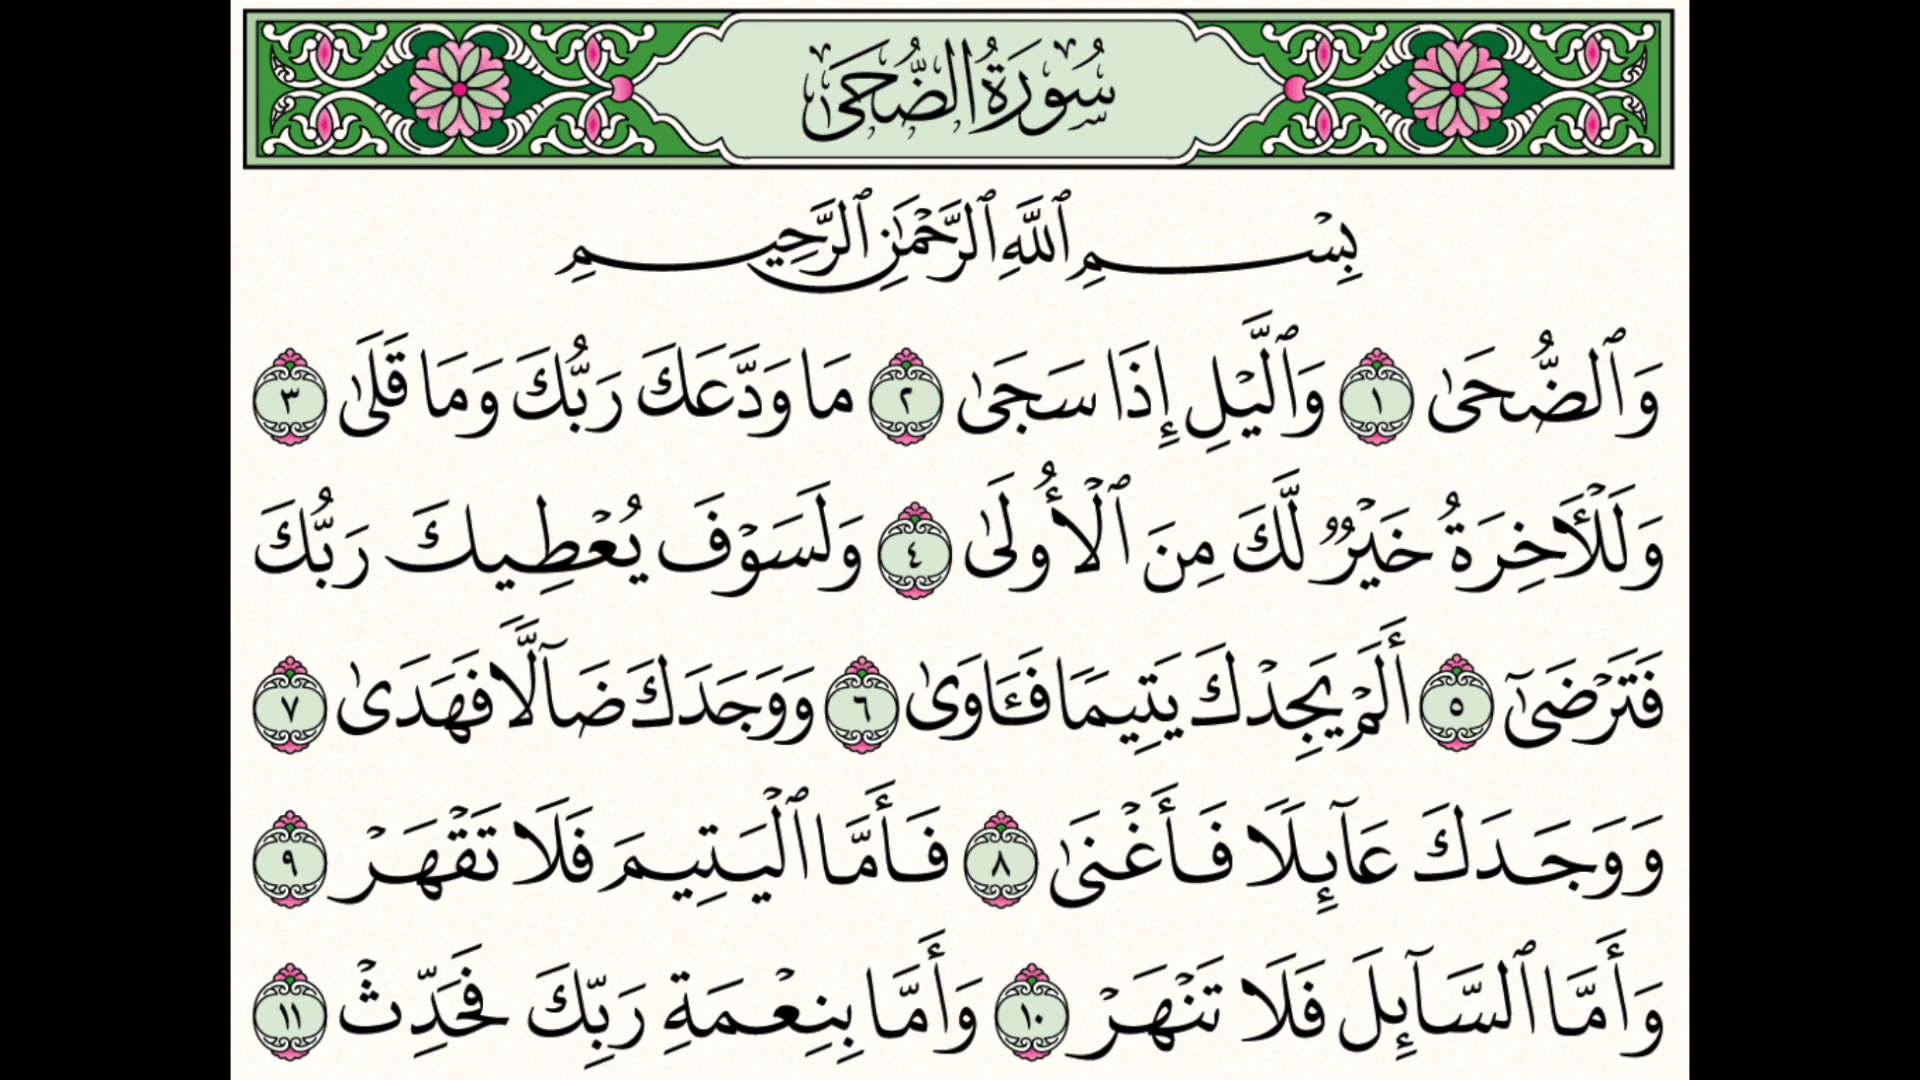 سُورَةُ الضُّحَىٰ
بِسْمِ ٱللَّهِ ٱلرَّحْمَٰنِ ٱلرَّحِيمِ
وَٱلضُّحَىٰ ١ وَٱلَّيْلِ إِذَا سَجَىٰ ٢ مَا وَدَّعَكَ رَبُّكَ وَمَا قَلَىٰ ٣
وَلَلْـَٔاخِرَةُ خَيْرٌ لَّكَ مِنَ ٱلْأُولَىٰ ٤ وَلَسَوْفَ يُعْطِيكَ رَبُّكَ
فَتَرْضَىٰٓ ٥ أَلَمْ يَجِدْكَ يَتِيمًا فَـَٔاوَىٰ ٦ وَوَجَدَكَ ضَآلًّا فَهَدَىٰ ٧
وَوَجَدَكَ عَآئِلًا فَأَغْنَىٰ ٨ فَأَمَّا ٱلْيَتِيمَ فَلَا تَقْهَرْ ٩
وَأَمَّا ٱلسَّآئِلَ فَلَا تَنْهَرْ ١٠ وَأَمَّا بِنِعْمَةِ رَبِّكَ فَحَدِّثْ ١١